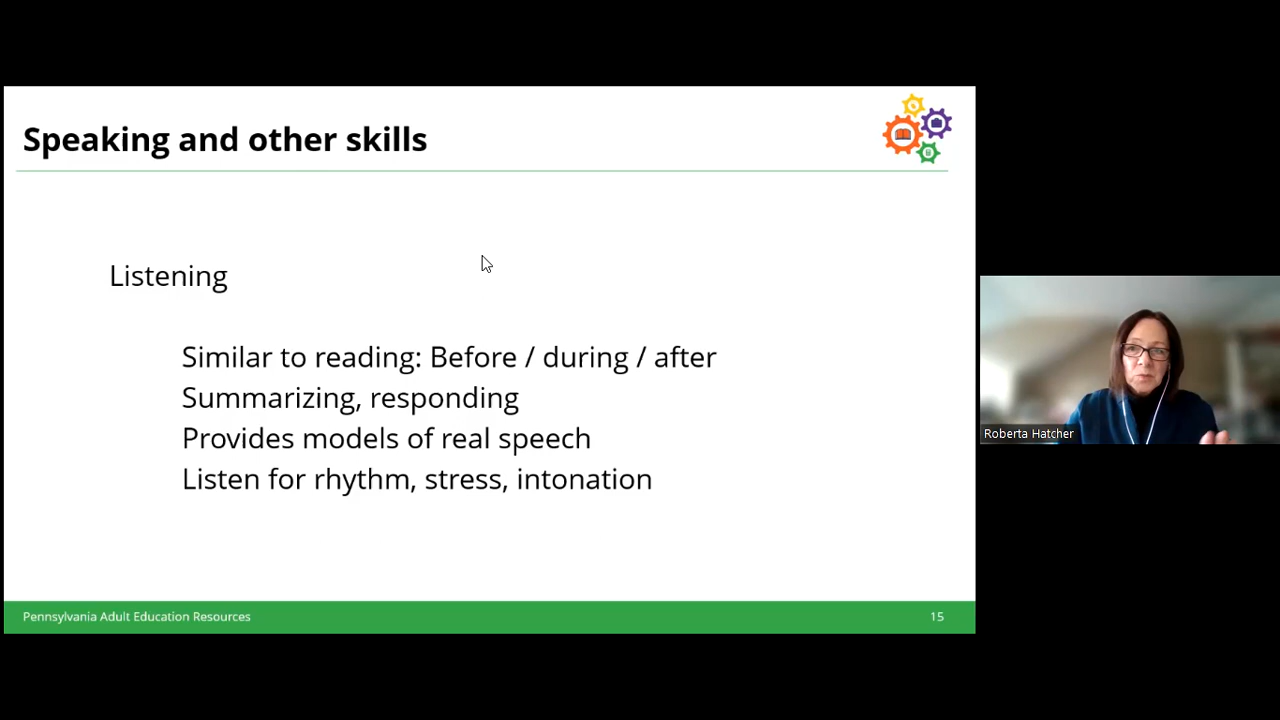 Speaking and other skills
Listening
Similar to reading: Before / during / after
Summarizing, responding
Provides models of real speech
Listen for rhythm, stress, intonation
Pennsylvania Adult Education Resources
15
Roberta Hatcher